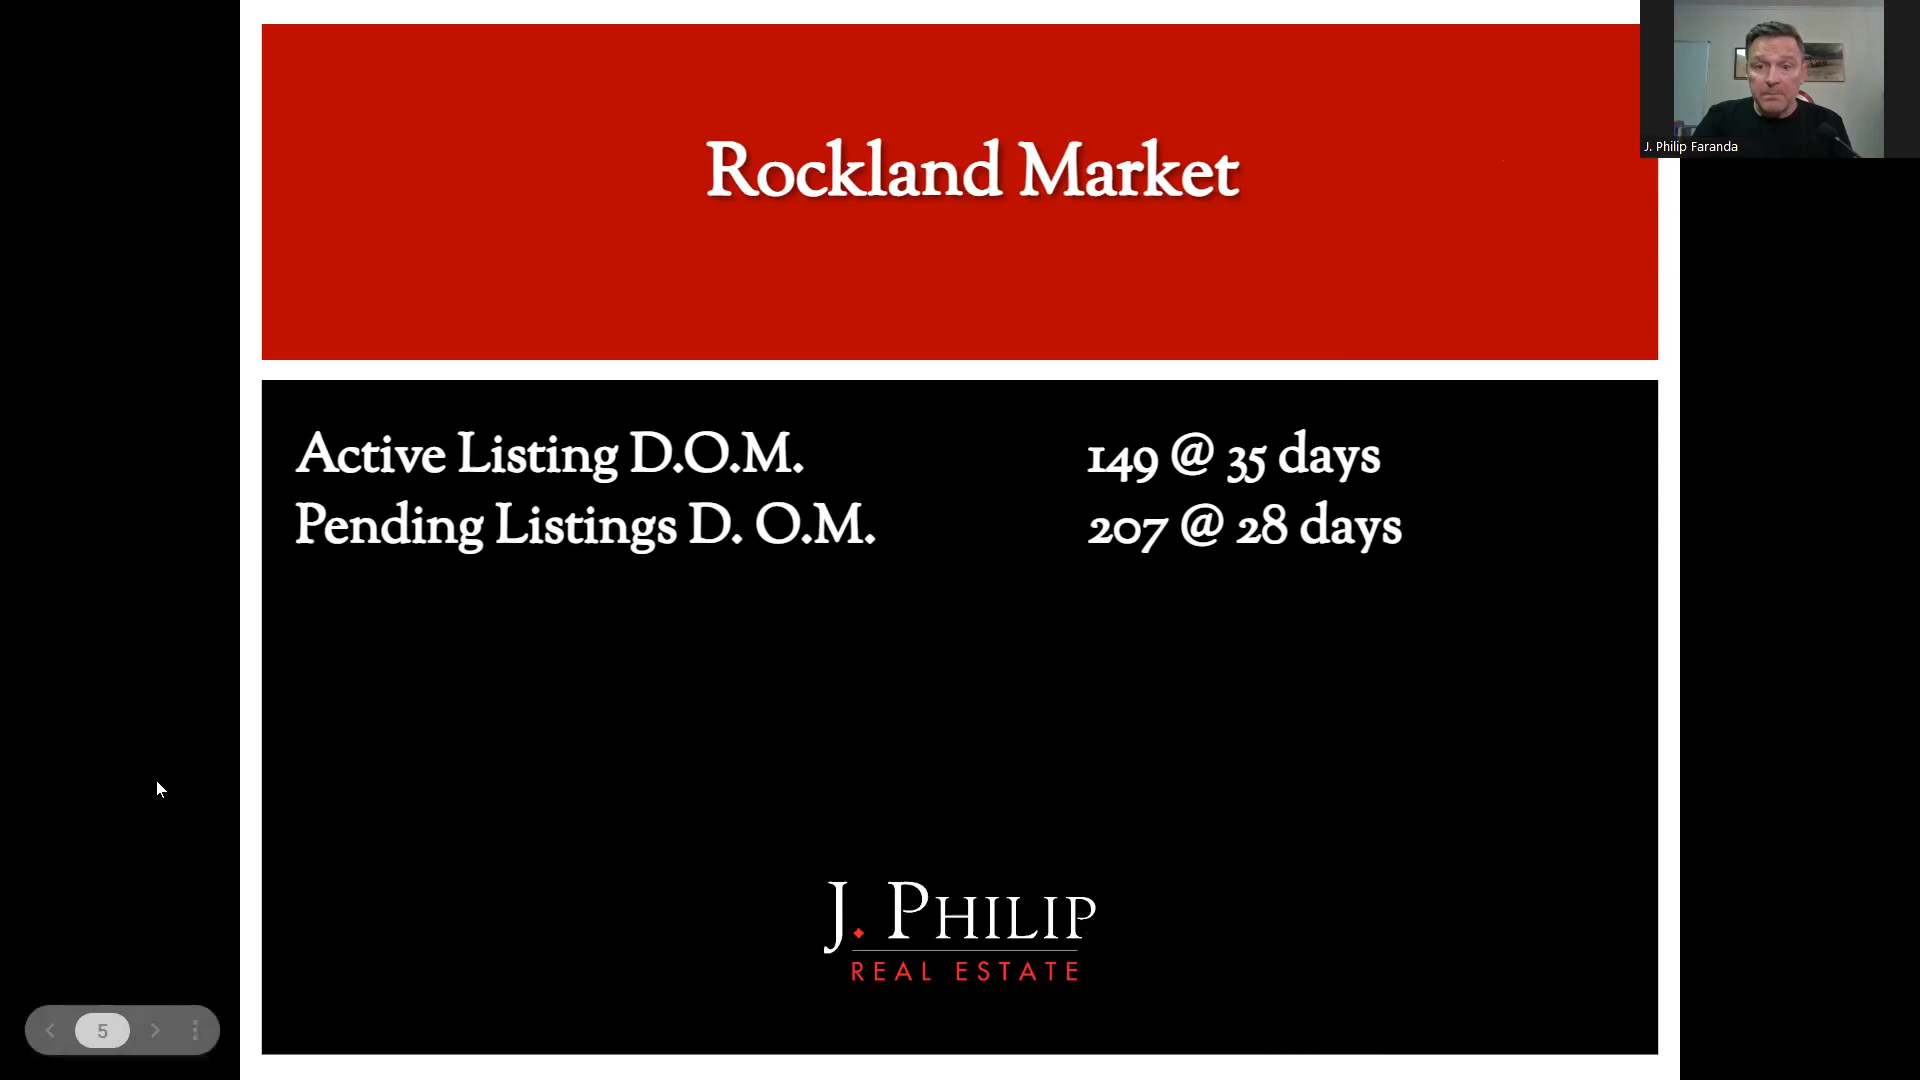 Rockland Market
J. Philip Faranda
Active Listing D.O.M. 149 @ 35 days
Pending Listings D. O.M. 207 @ 28 days
J. PHILIP
REAL ESTATE
5